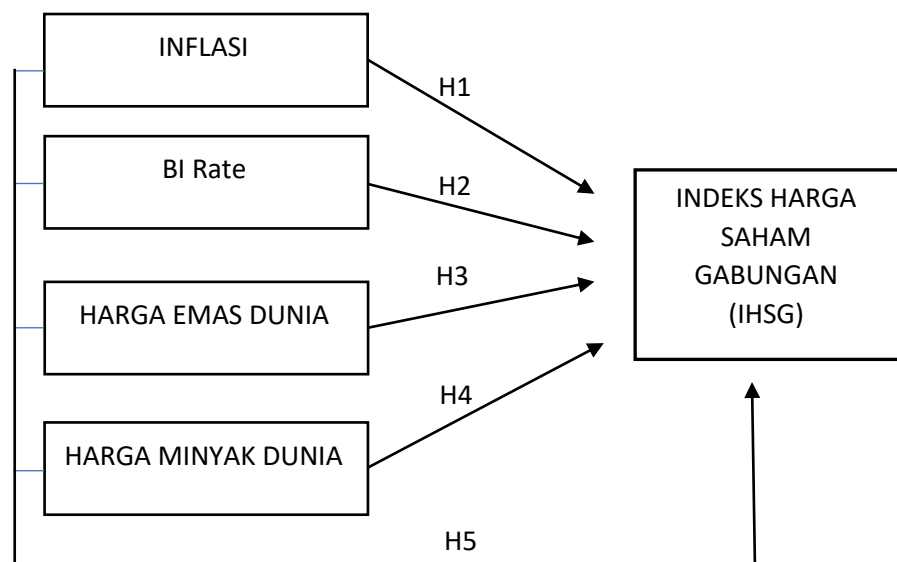 INFLASI
H1
BI Rate
H2
INDEKS HARGA
SAHAM
GABUNGAN
(IHSG)
H3
HARGA EMAS DUNIA
H4
HARGA MINYAK DUNIA
H5